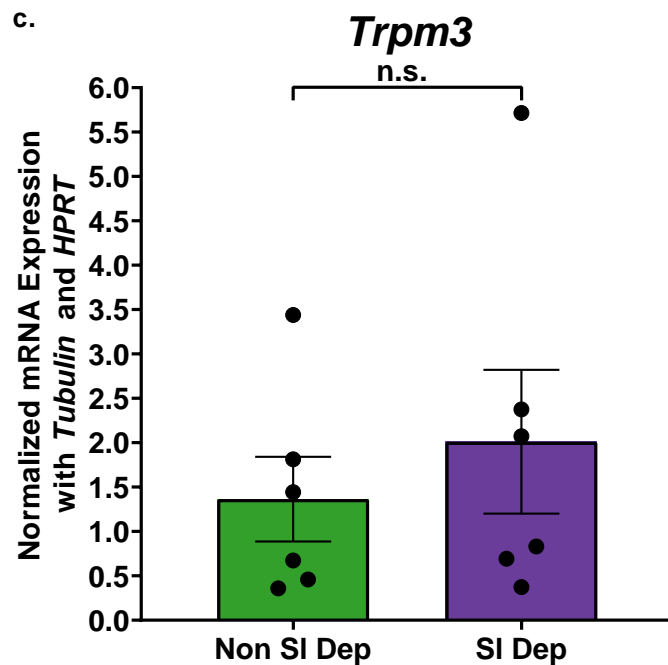 c.
Trpm3
n.s.
Normalized mRNA Expression
with Tubulin and HPRT
6.0
5.5
5.0
4.5
4.0
3.5
3.0
2.5
2.0
1.5
1.0
0.5
0.0
Non SI Dep
SI Dep